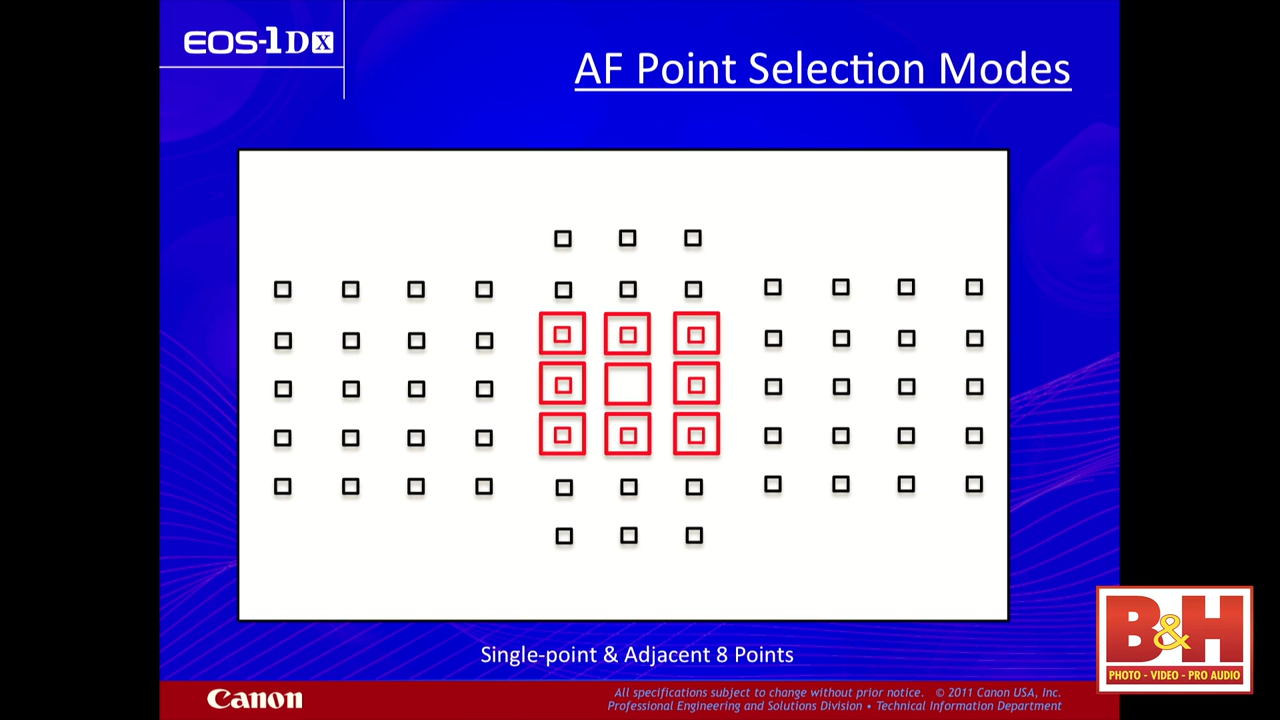 EOS-1D X
AF Point Selection Modes
Single-point & Adjacent 8 Points
Canon
All specifications subject to change without prior notice. © 2011 Canon USA, Inc.
Professional Engineering and Solutions Division • Technical Information Department
B&H
PHOTO - VIDEO - PRO AUDIO